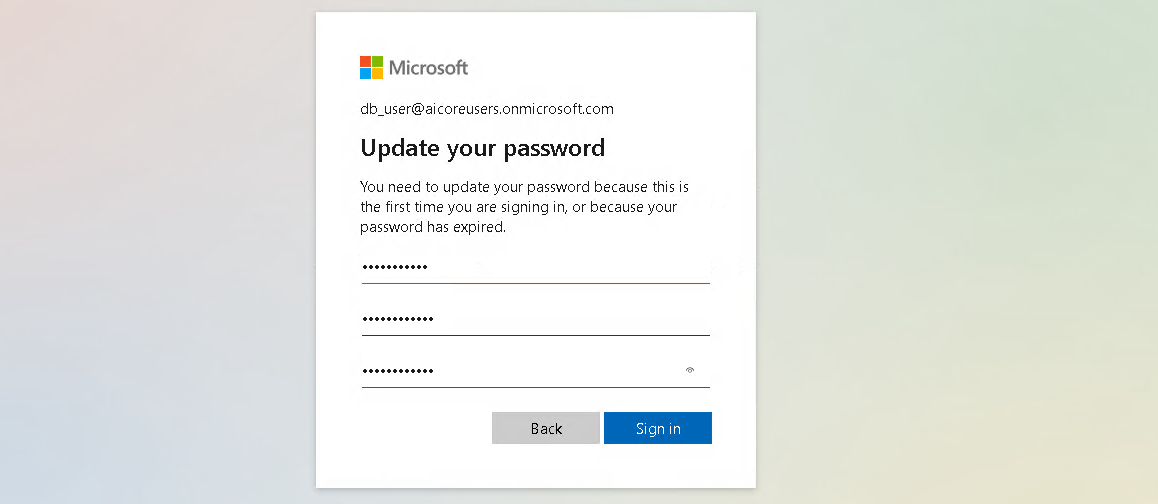 Microsoft
db_user@aicoreusers.onmicrosoft.com
Update your password
You need to update your password because this is
the first time you are signing in, or because your
password has expired.
•••••••••••
••••••••••••
••••••••••••
Back
Sign in